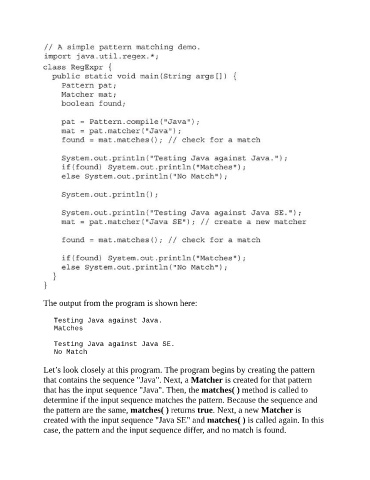 // A simple pattern matching demo.
import java.util.regex.*;
class RegExpr {
public static void main(String args[]) {
Pattern pat;
Matcher mat;
boolean found;
pat = Pattern.compile("Java");
mat = pat.matcher("Java");
found = mat.matches(); // check for a match
System.out.println("Testing Java against Java.");
if(found) System.out.println("Matches");
else System.out.println("No Match");
System.out.println();
System.out.println("Testing Java against Java SE.");
mat = pat.matcher("Java SE"); // create a new matcher
found = mat.matches(); // check for a match
if(found) System.out.println("Matches");
else System.out.println("No Match");
}
}
The output from the program is shown here:
Testing Java against Java.
Matches
Testing Java against Java SE.
No Match
Let's look closely at this program. The program begins by creating the pattern
that contains the sequence "Java". Next, a Matcher is created for that pattern
that has the input sequence "Java". Then, the matches( ) method is called to
determine if the input sequence matches the pattern. Because the sequence and
the pattern are the same, matches( ) returns true. Next, a new Matcher is
created with the input sequence "Java SE" and matches( ) is called again. In this
case, the pattern and the input sequence differ, and no match is found.